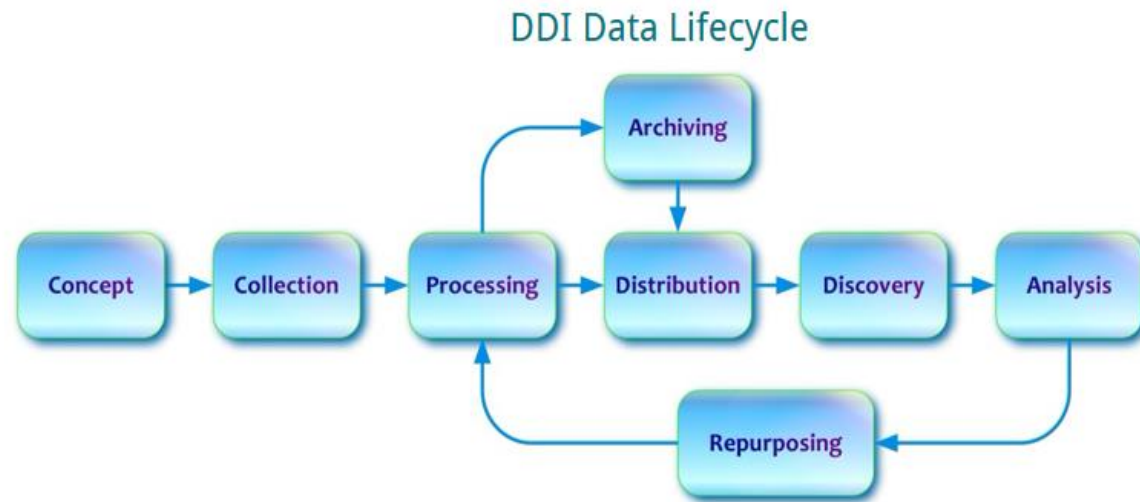 DDI Data Lifecycle
Archiving
Concept
Collection
Processing
Distribution
Discovery
Analysis
Repurposing